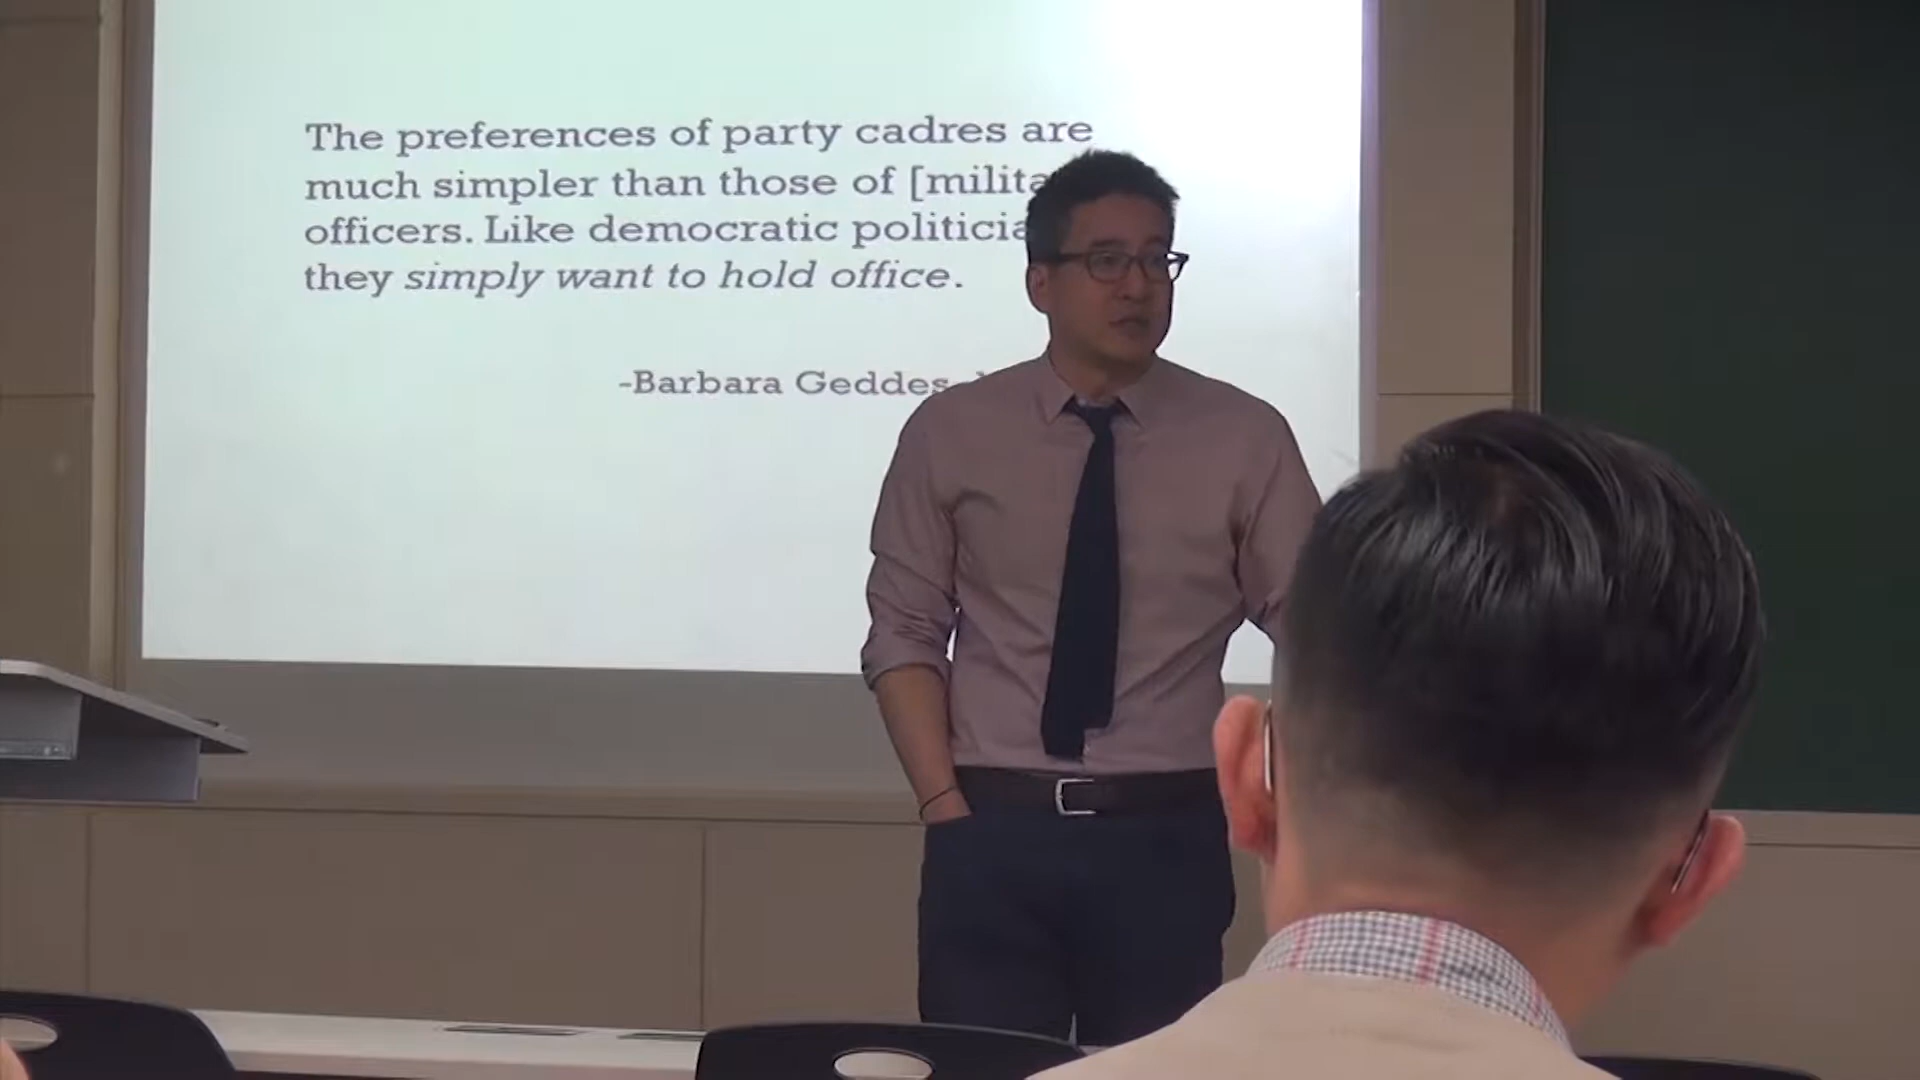 The preferences of party cadres are
much simpler than those of [milita
officers. Like democratic politicia
they simply want to hold office.
-Barbara Geddes